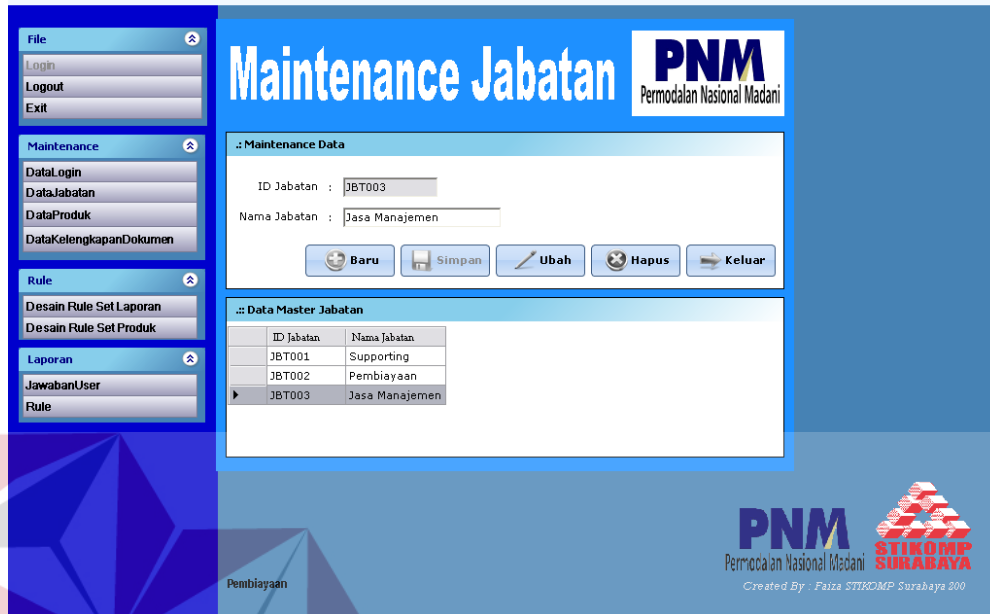 File
Login
Logout
Exit
Maintenance
DataLogin
DataJabatan
DataProduk
DataKelengkapanDokumen
Rule
Desain Rule Set Laporan
Desain Rule Set Produk
Laporan
JawabanUser
Rule
Maintenance Jabatan
PNM
Permodalan Nasional Madani
.: Maintenance Data
ID Jabatan : JBT003
Nama Jabatan : Jasa Manajemen
Baru Simpan Ubah Hapus Keluar
.:: Data Master Jabatan
ID Jabatan Nama Jabatan
JBT001 Supporting
JBT002 Pembiayaan
JBT003 Jasa Manajemen
PNM
Permodalan Nasional Madani
STIKOMP
SURABAYA
Pembiayaan
Created By : Faiza STIKOMP Surabaya 200